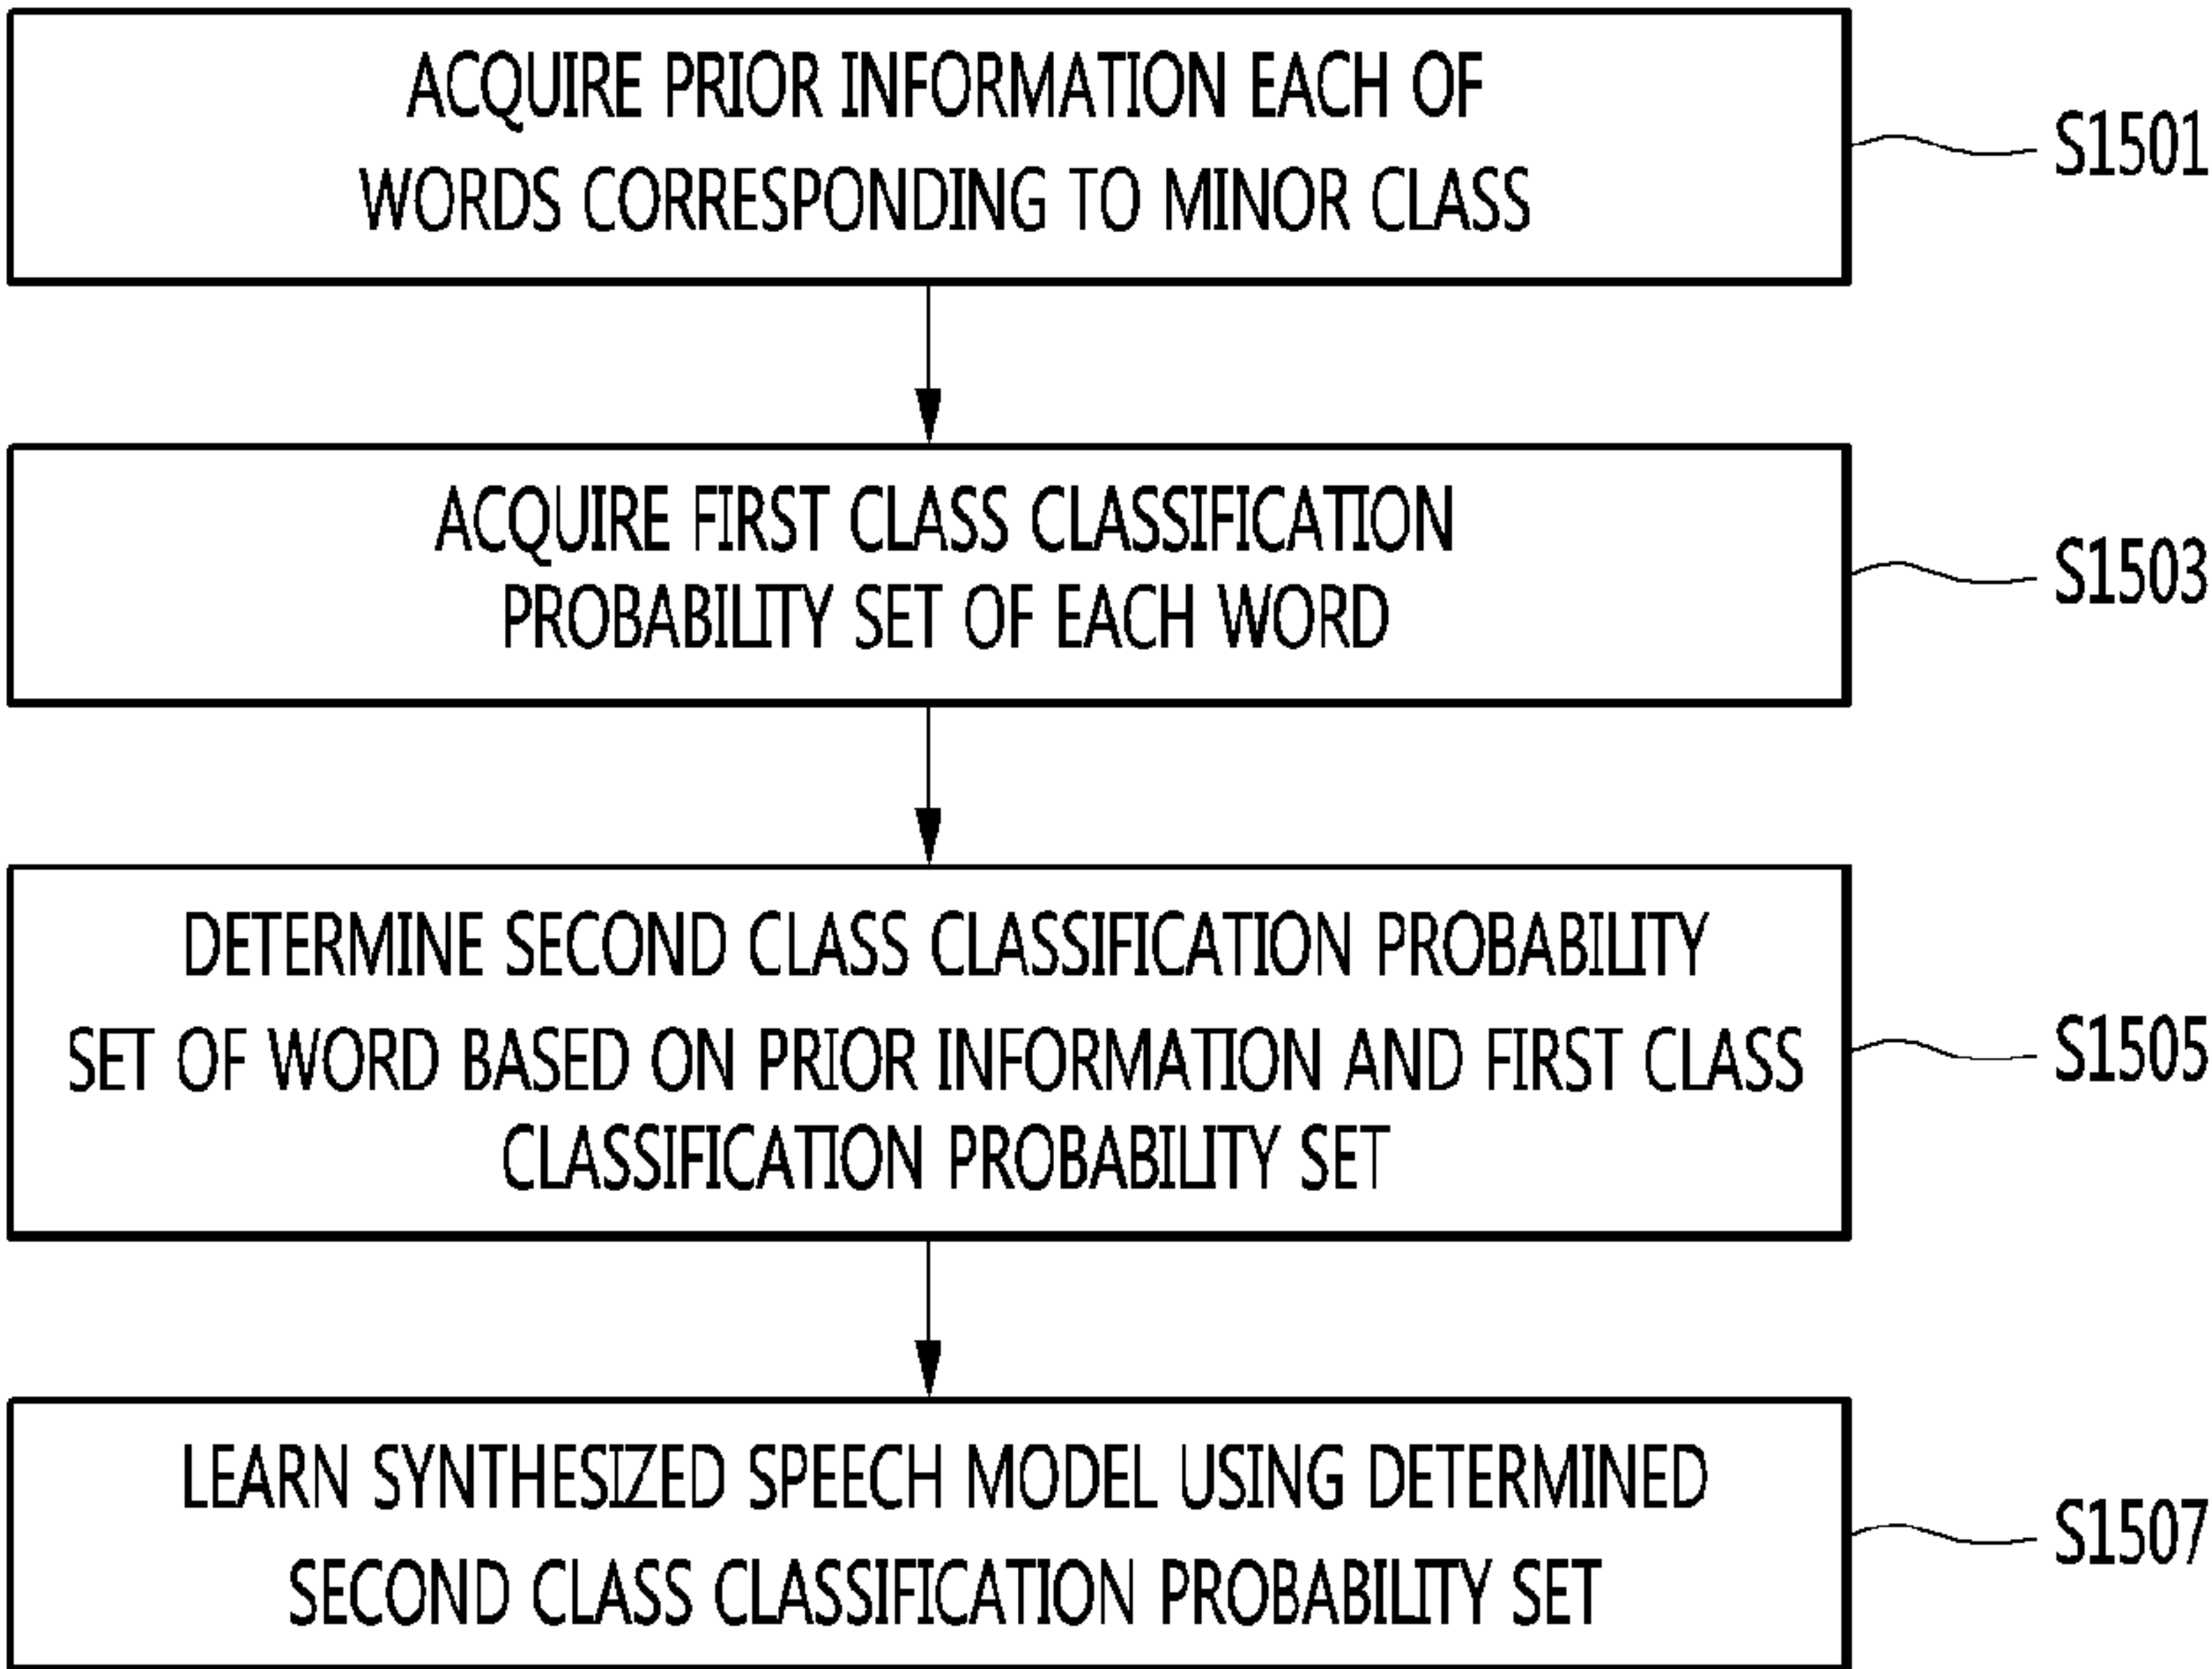 ACQUIRE PRIOR INFORMATION EACH OF
WORDS CORRESPONDING TO MINOR CLASS
S1501
ACQUIRE FIRST CLASS CLASSIFICATION
PROBABILITY SET OF EACH WORD
S1503
DETERMINE SECOND CLASS CLASSIFICATION PROBABILITY
SET OF WORD BASED ON PRIOR INFORMATION AND FIRST CLASS
CLASSIFICATION PROBABILITY SET
S1505
LEARN SYNTHESIZED SPEECH MODEL USING DETERMINED
SECOND CLASS CLASSIFICATION PROBABILITY SET
S1507